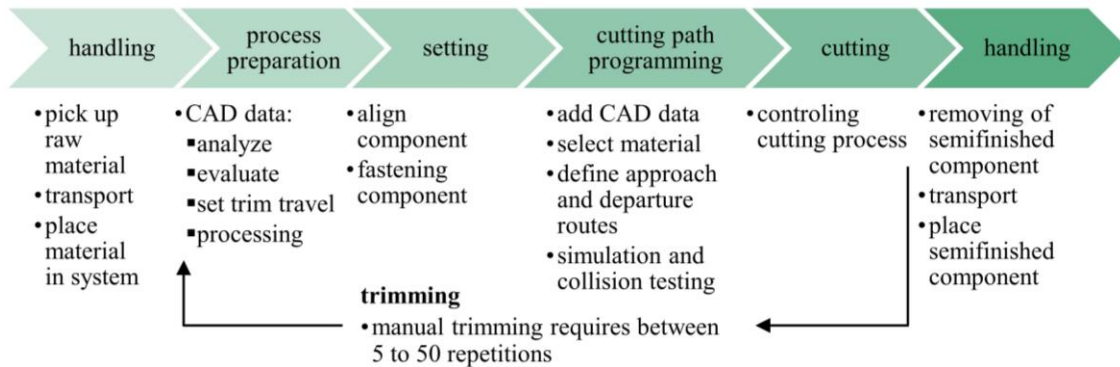 handling
process
preparation
setting
cutting path
programming
cutting
handling
•pick up
raw
material
•transport
•place
material
in system
•CAD data:
▪analyze
▪evaluate
▪set trim travel
▪processing
•align
component
•fastening
component
•add CAD data
•select material
•define approach
and departure
routes
•simulation and
collision testing
•controling
cutting process
•removing of
semifinished
component
•transport
•place
semifinished
component
trimming
•manual trimming requires between
5 to 50 repetitions